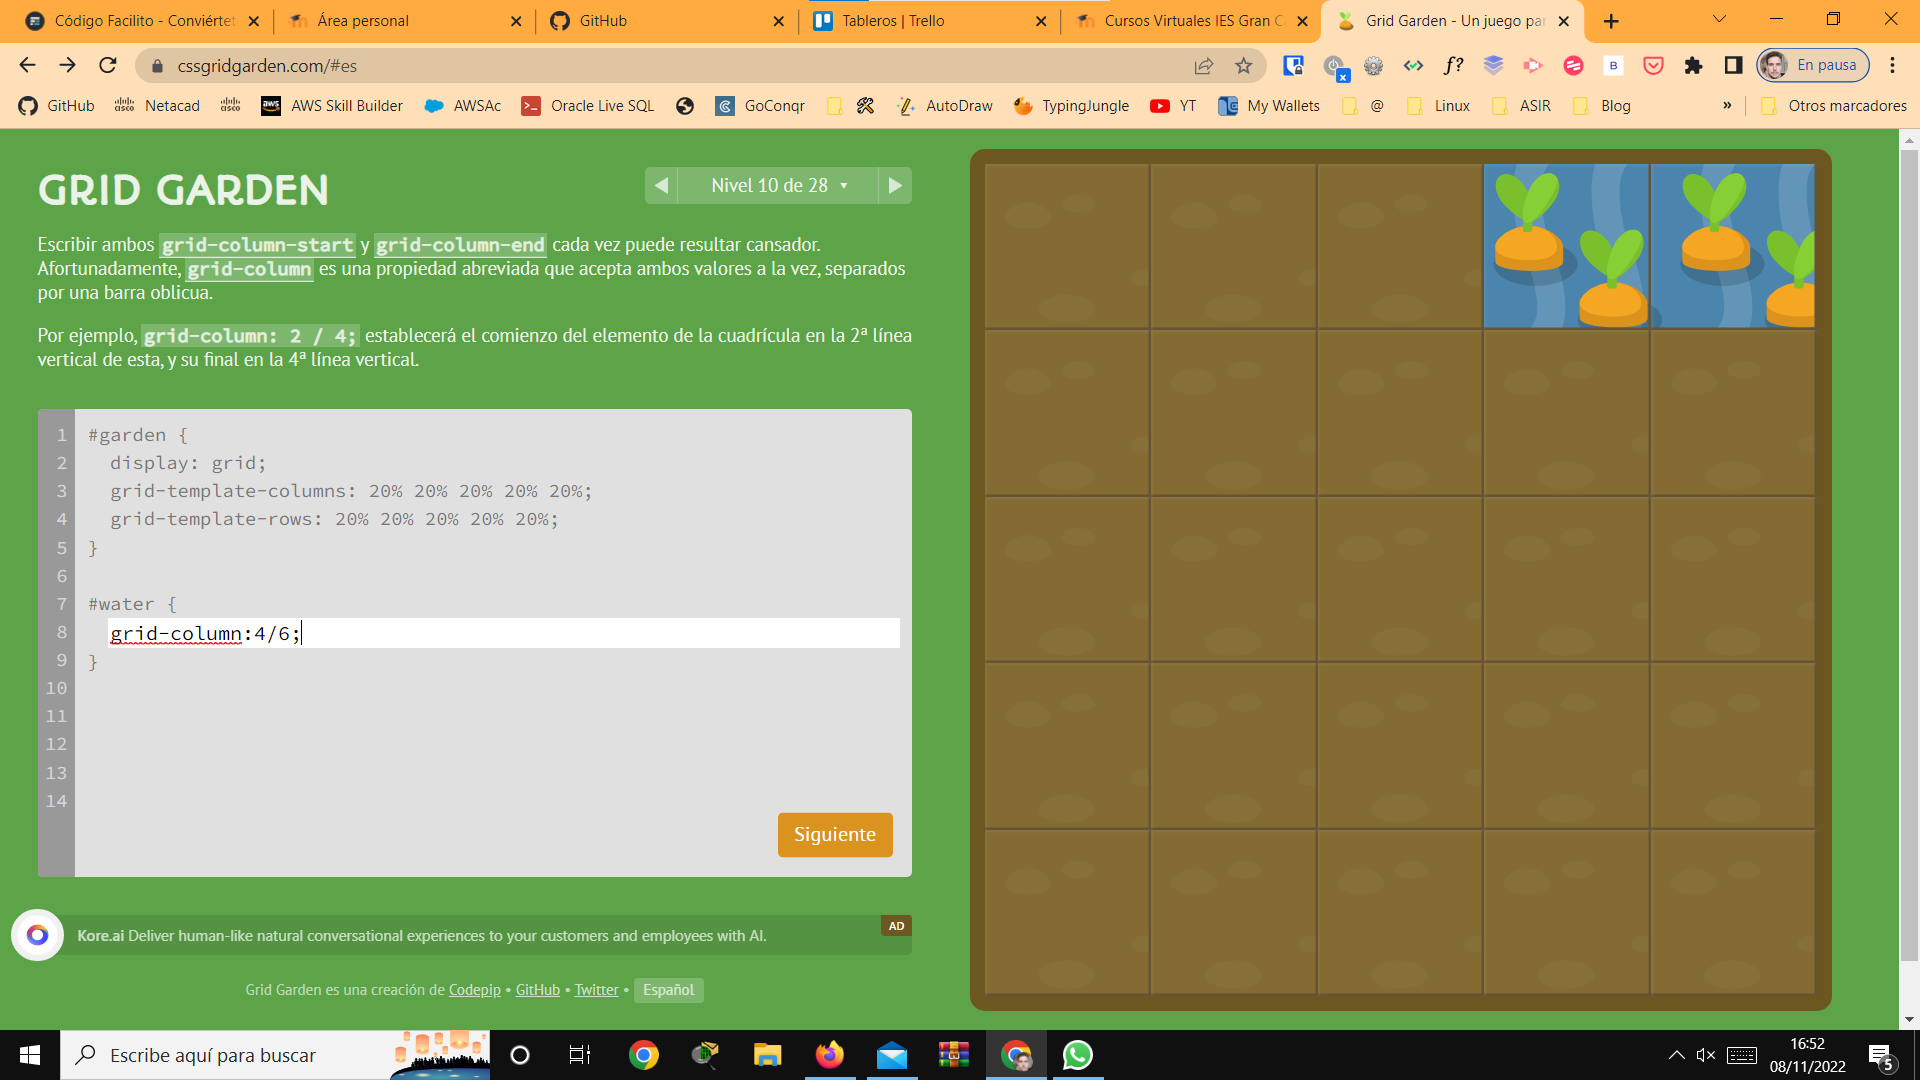 Código Facilito - Conviértet
Área personal
GitHub
Tableros | Trello
Cursos Virtuales IES Gran C
Grid Garden - Un juego par
cssgridgarden.com/#es
f?
B
En pausa
GitHub
cisco Netacad
cisco
aws AWS Skill Builder
AWSAc
Oracle Live SQL
GoConqr
AutoDraw
TypingJungle
YT
My Wallets
@
Linux
ASIR
Blog
»
Otros marcadores
GRID GARDEN
Nivel 10 de 28
Escribir ambos grid-column-start y grid-column-end cada vez puede resultar cansador.
Afortunadamente, grid-column es una propiedad abreviada que acepta ambos valores a la vez, separados
por una barra oblicua.
Por ejemplo, grid-column: 2 / 4; establecerá el comienzo del elemento de la cuadrícula en la 2ª línea
vertical de esta, y su final en la 4ª línea vertical.
1 #garden {
2 display: grid;
3 grid-template-columns: 20% 20% 20% 20% 20%;
4 grid-template-rows: 20% 20% 20% 20% 20%;
5 }
6
7 #water {
8 grid-column:4/6;
9 }
10
11
12
13
14
Siguiente
Kore.ai Deliver human-like natural conversational experiences to your customers and employees with AI.
AD
Grid Garden es una creación de Codepip • GitHub • Twitter • Español
Escribe aquí para buscar
16:52
08/11/2022
5